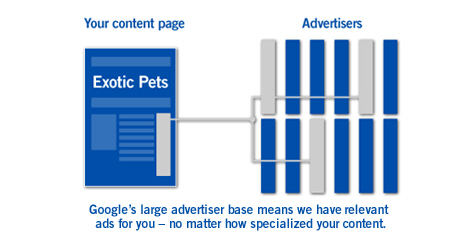 Your content page
Advertisers
Exotic Pets
Google's large advertiser base means we have relevant
ads for you – no matter how specialized your content.